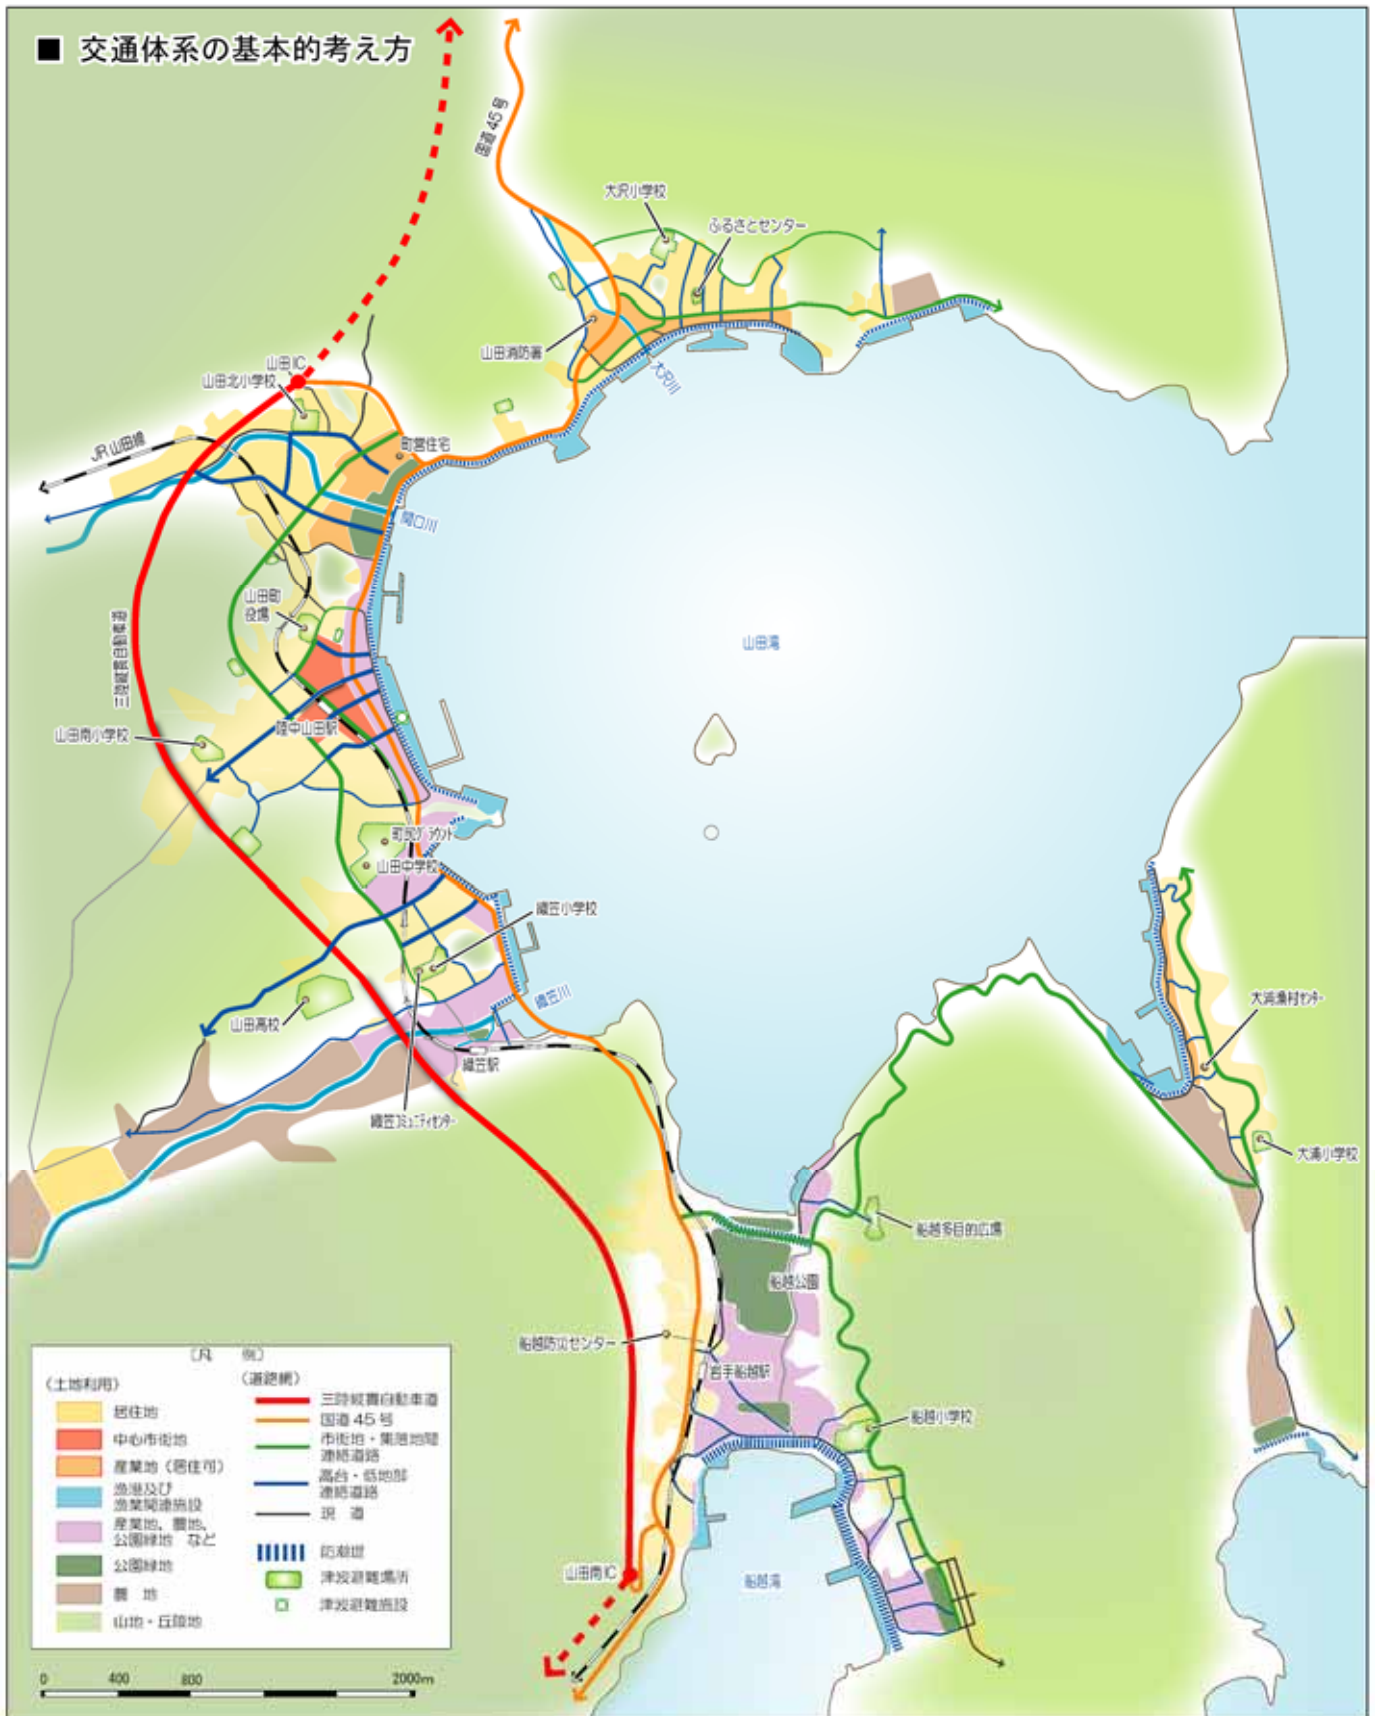 ■ 交通体系の基本的考え方
国道45号
大沢小学校
ふるさとセンター
山田消防署
大沢川
山田IC
山田北小学校
JR山田線
町営住宅
関口川
山田町
役場
三陸縦貫自動車道
山田湾
陸中山田駅
山田南小学校
町民グラウンド
山田中学校
織笠小学校
織笠川
山田高校
織笠駅
織笠コミュニティセンター
大浦漁村センター
大浦小学校
船越多目的広場
船越公園
船越防災センター
岩手船越駅
船越小学校
山田南IC
船越湾
〔凡 例〕
〈土地利用〉
居住地
中心市街地
産業地（居住可）
漁港及び
漁業関連施設
産業地、農地、
公園緑地 など
公園緑地
農 地
山地・丘陵地
〈道路網〉
三陸縦貫自動車道
国道45号
市街地・集落地間
連絡道路
高台・低地部
連絡道路
現 道
防潮堤
津波避難場所
津波避難施設
0 400 800 2000m